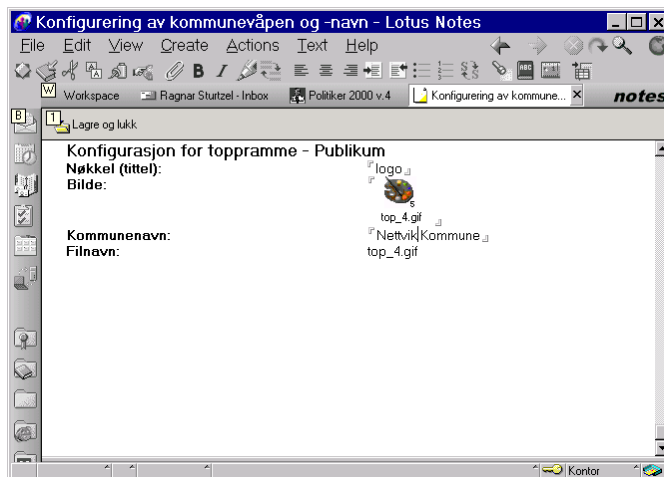 Konfigurering av kommunevåpen og -navn - Lotus Notes
File Edit View Create Actions Text Help
B I
W Workspace Ragnar Sturtzel - Inbox Politiker 2000 v.4 Konfigurering av kommune... notes
B 1 Lagre og lukk
Konfigurasjon for toppramme - Publikum
Nøkkel (tittel): logo
Bilde:
5
top_4.gif
Kommunenavn: Nettvik Kommune
Filnavn: top_4.gif
Kontor